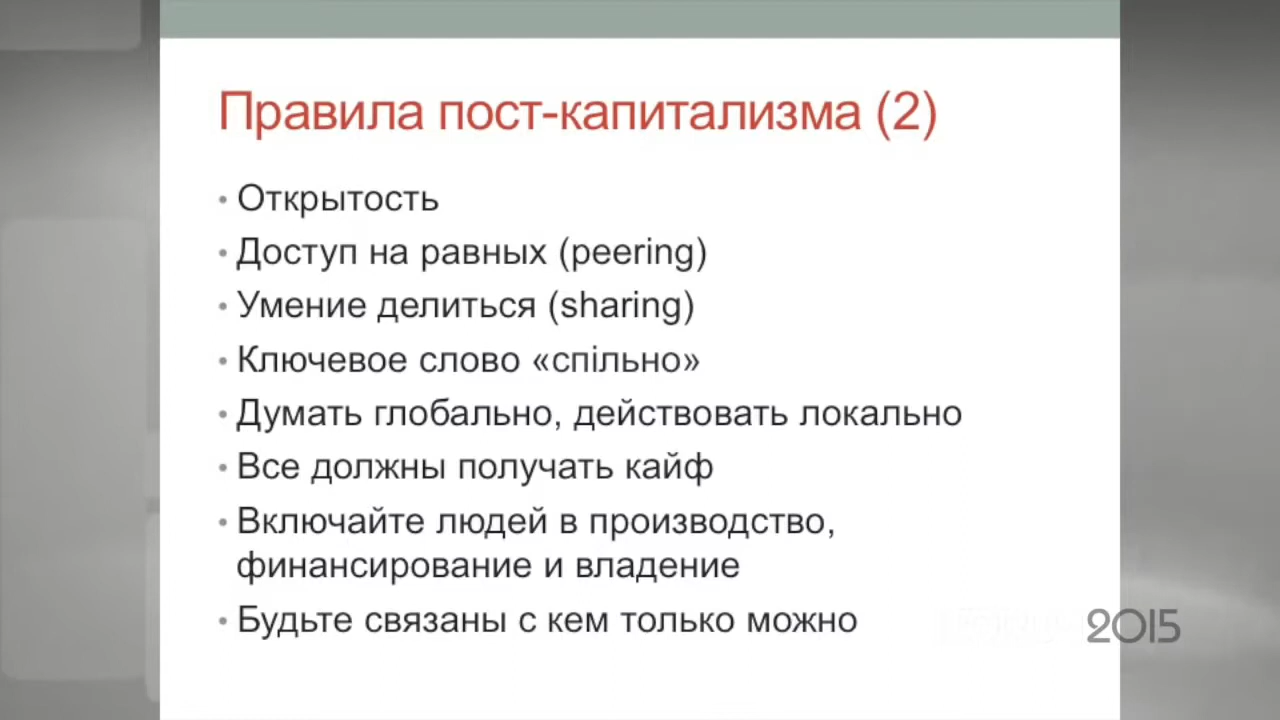 Правила пост-капитализма (2)
• Открытость
• Доступ на равных (peering)
• Умение делиться (sharing)
• Ключевое слово «спільно»
• Думать глобально, действовать локально
• Все должны получать кайф
• Включайте людей в производство,
финансирование и владение
• Будьте связаны с кем только можно
2015